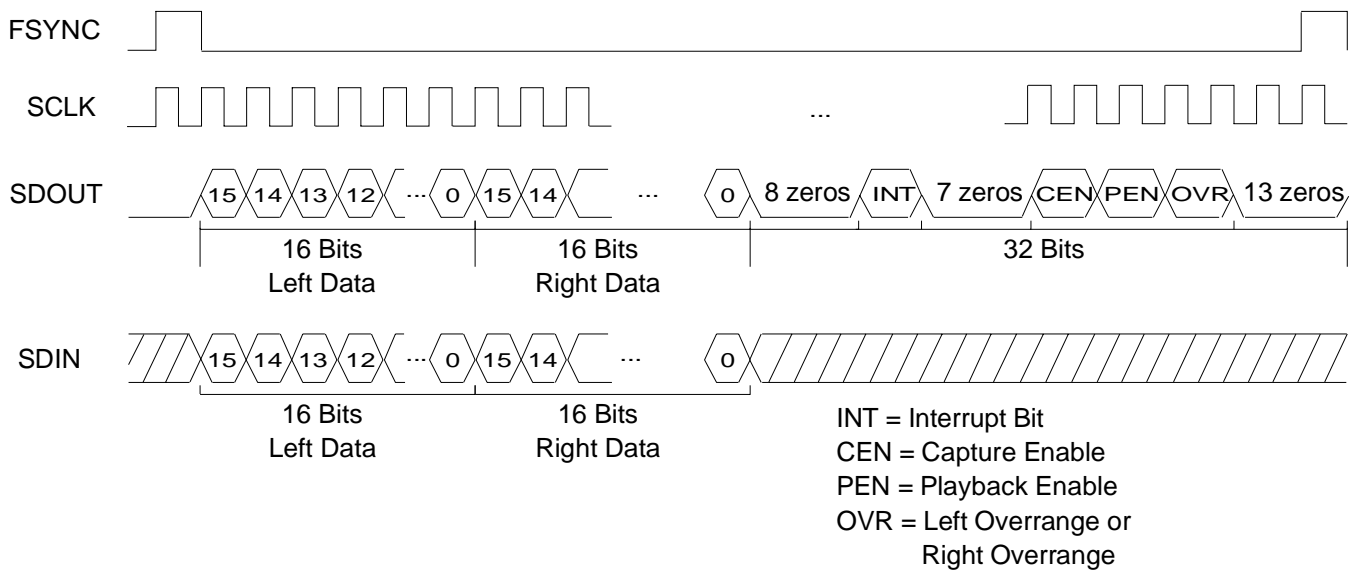 FSYNC
SCLK
...
SDOUT
15 14 13 12 ... 0 15 14 ... 0 8 zeros INT 7 zeros CEN PEN OVR 13 zeros
16 Bits
Left Data
16 Bits
Right Data
32 Bits
SDIN
15 14 13 12 ... 0 15 14 ... 0
16 Bits
Left Data
16 Bits
Right Data
INT = Interrupt Bit
CEN = Capture Enable
PEN = Playback Enable
OVR = Left Overrange or
Right Overrange